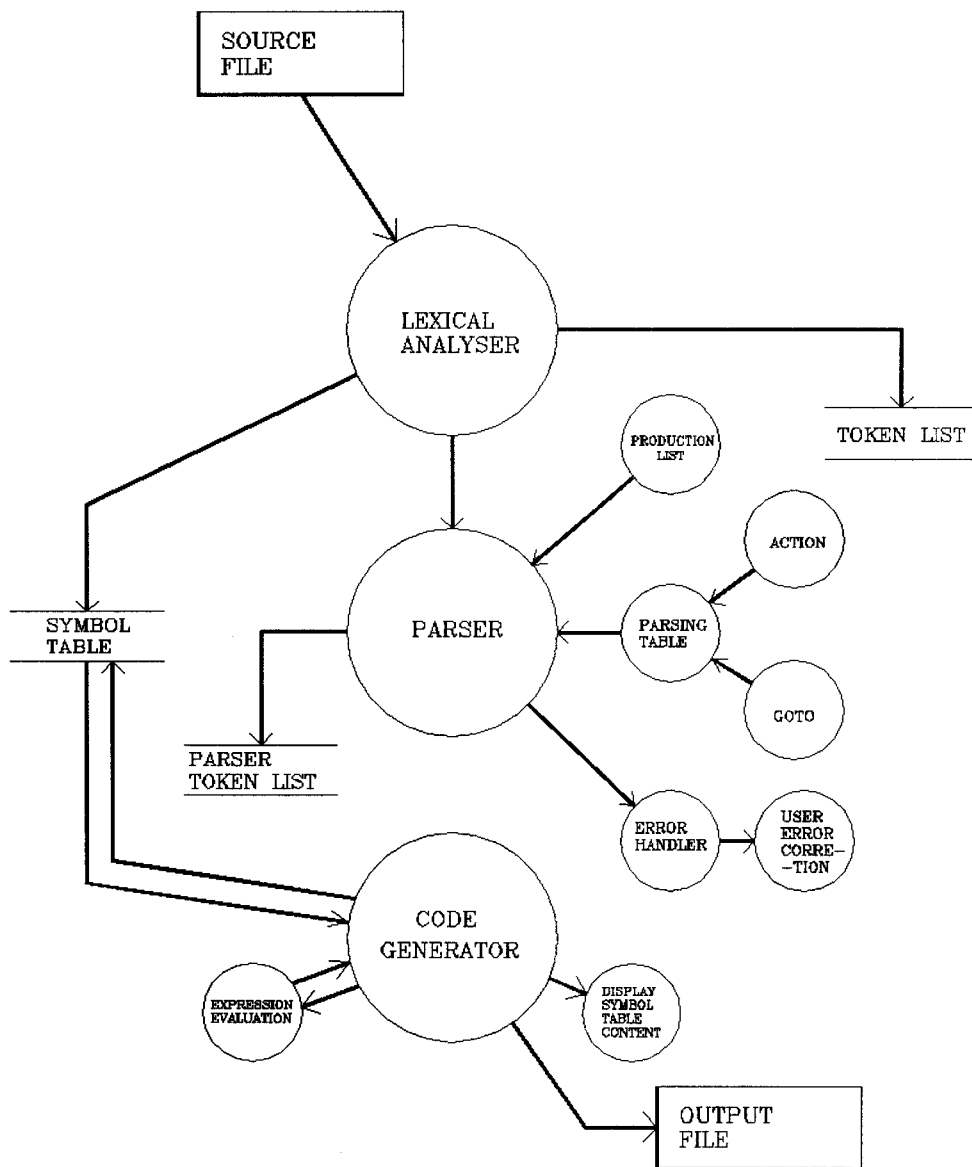 SOURCE
FILE
LEXICAL
ANALYSER
PRODUCTION
LIST
TOKEN LIST
ACTION
SYMBOL
TABLE
PARSER
PARSING
TABLE
GOTO
PARSER
TOKEN LIST
ERROR
HANDLER
USER
ERROR
CORRE-
-TION
CODE
GENERATOR
EXPRESSION
EVALUATION
DISPLAY
SYMBOL
TABLE
CONTENT
OUTPUT
FILE